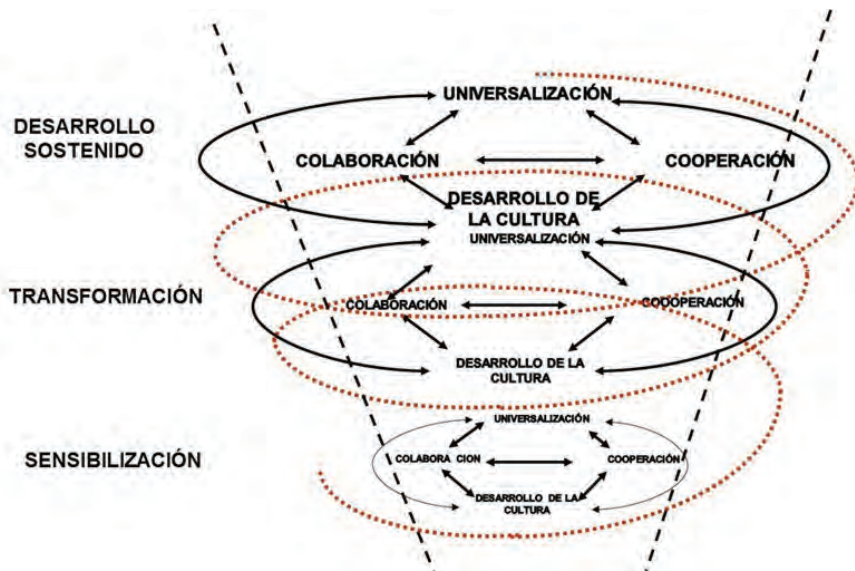 UNIVERSALIZACIÓN
DESARROLLO
SOSTENIDO
COLABORACIÓN
COOPERACIÓN
DESARROLLO DE
LA CULTURA
UNIVERSALIZACIÓN
TRANSFORMACIÓN
COLABORACIÓN
COOOPERACIÓN
DESARROLLO DE LA
CULTURA
UNIVERSALIZACIÓN
SENSIBILIZACIÓN
COLABORA CION
COOPERACIÓN
DESARROLLO DE LA
CULTURA